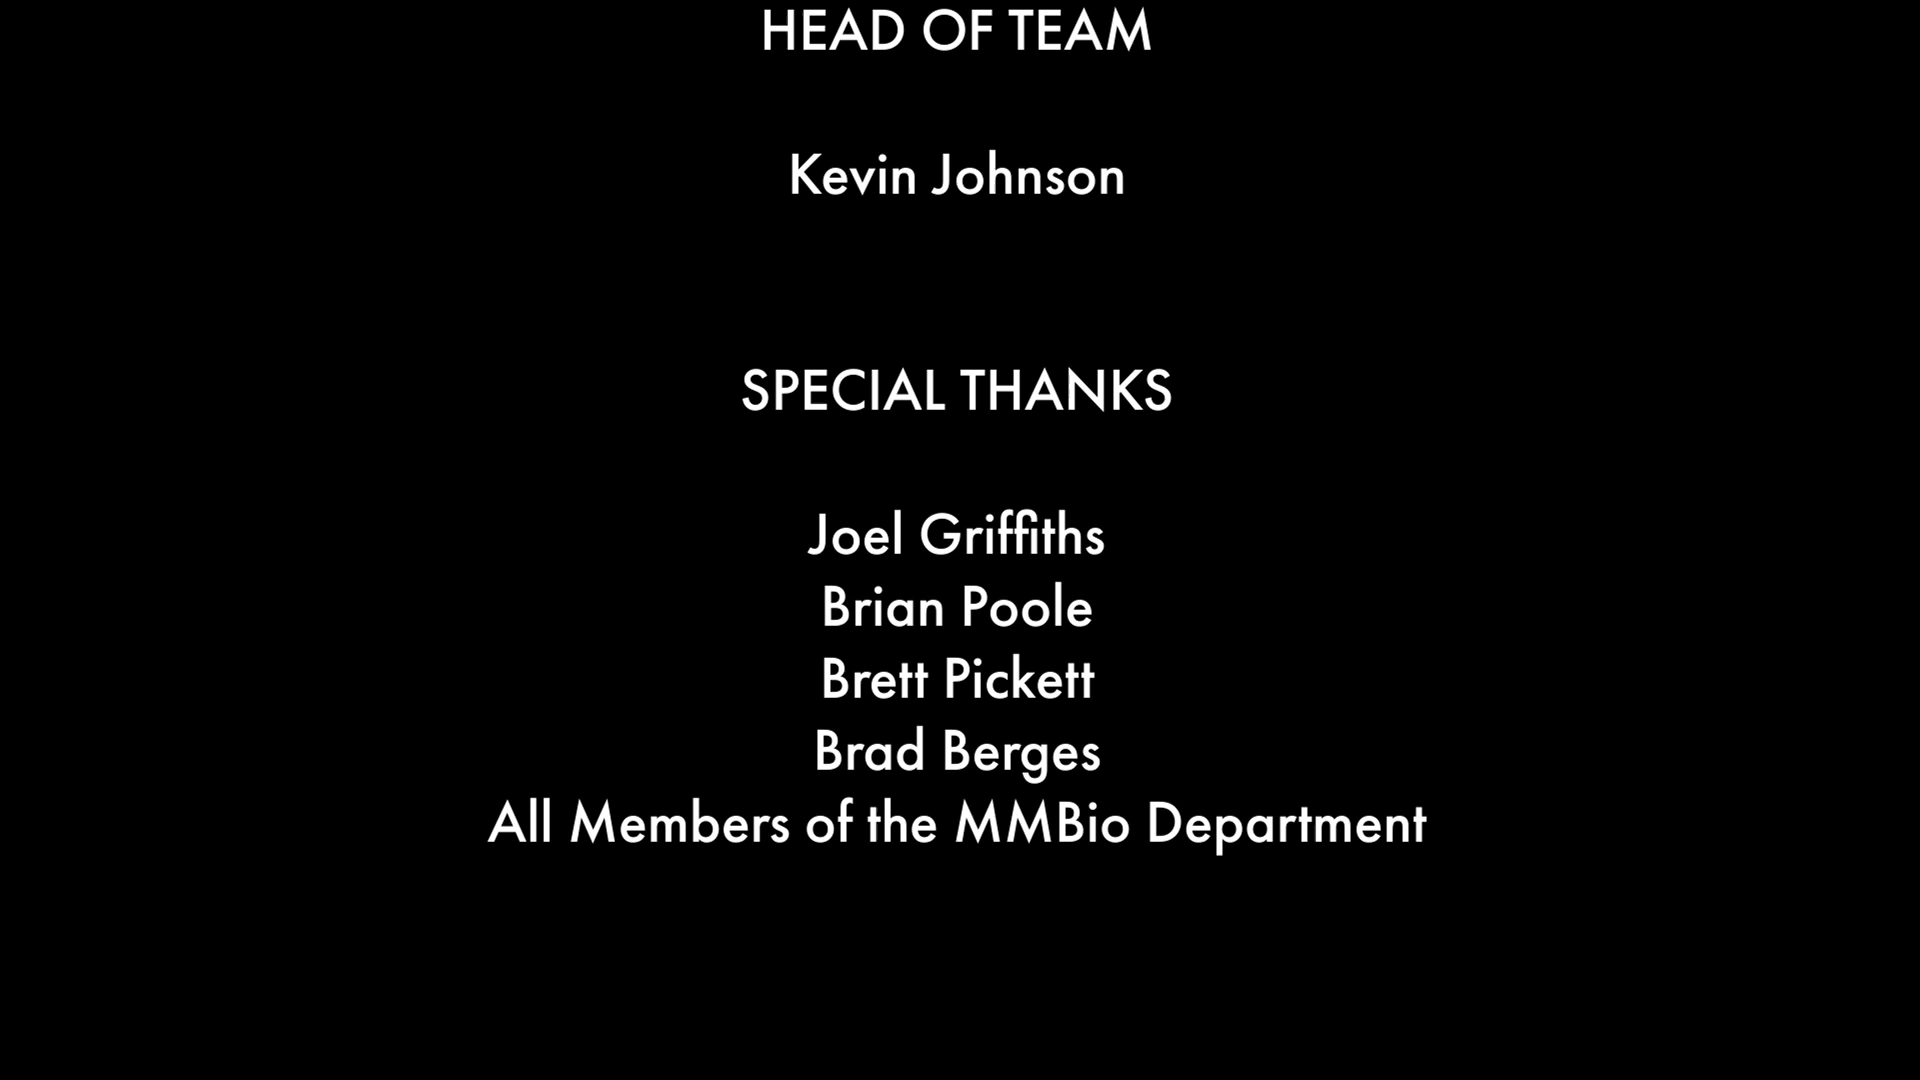 HEAD OF TEAM
Kevin Johnson
SPECIAL THANKS
Joel Griffiths
Brian Poole
Brett Pickett
Brad Berges
All Members of the MMBio Department